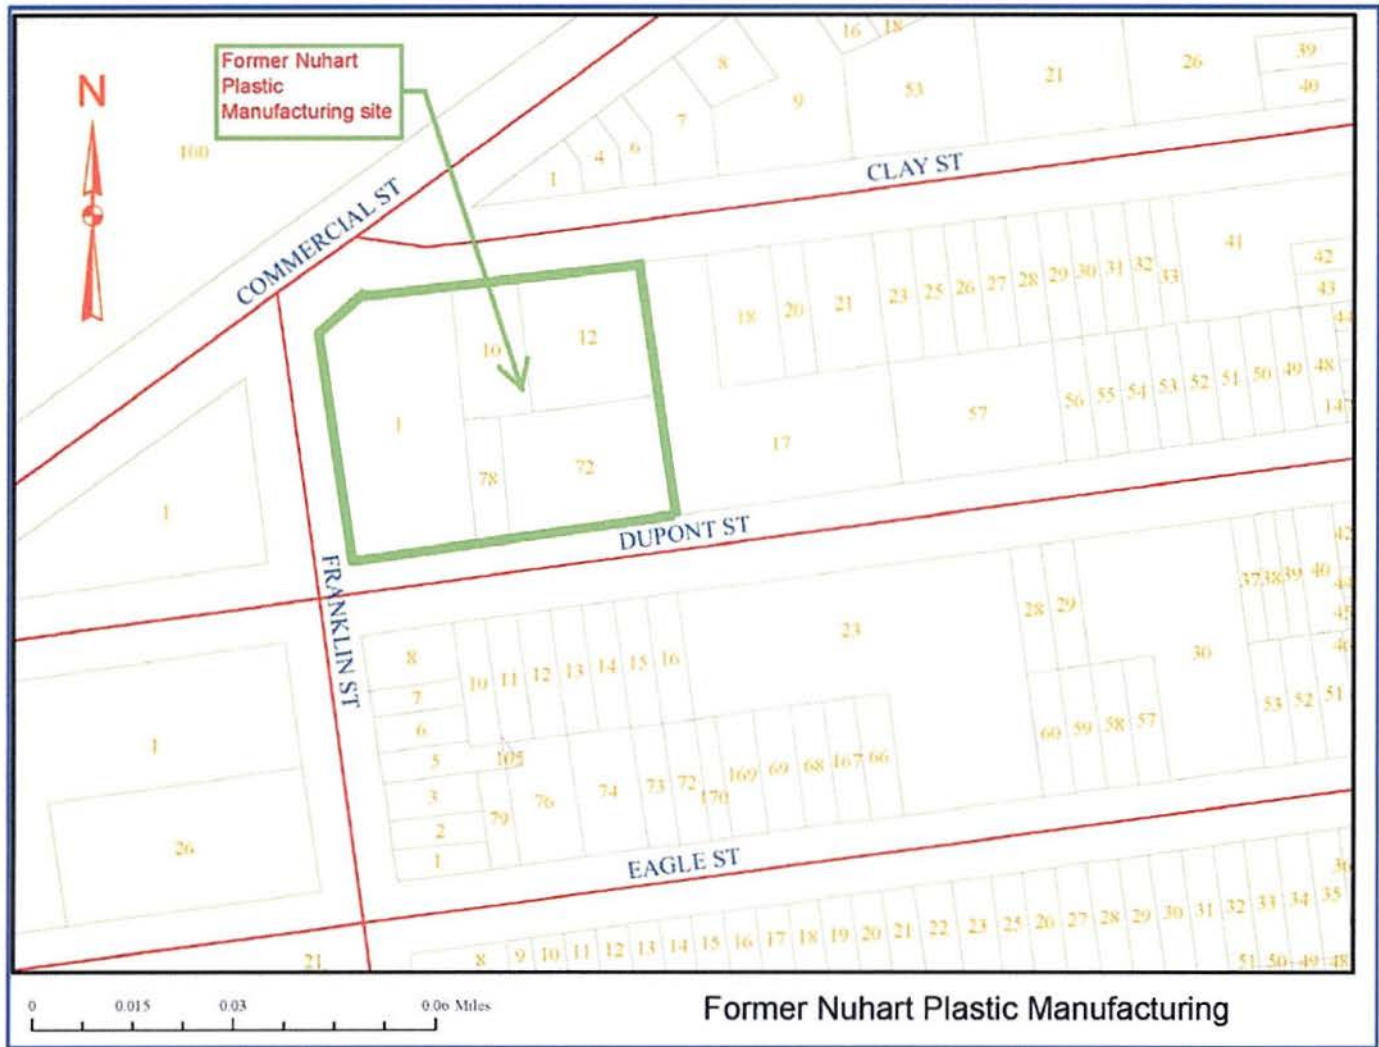 Former Nuhart
Plastic
Manufacturing site
N
100
16 18
8
9
53
21
26
39
40
7
6
4
1
CLAY ST
COMMERCIAL ST
41
42
43
18 20 21 23 25 26 27 28 29 30 31 32 33
10
12
1
78
72
17
57
56 55 54 53 52 51 50 49 48
14
1
DUPONT ST
FRANKLIN ST
8
7
6
5
3
2
1
10 11 12 13 14 15 16
23
28 29
30
37 38 39 40
42
45
105
79 76 74 73 72 170 169 69 68 167 66
60 59 58 57
53 52 51
1
26
EAGLE ST
21
8 9 10 11 12 13 14 15 16 17 18 19 20 21 22 23 25 26 27 28 29 30 31 32 33 34 35
51 50 49 48
0 0.015 0.03 0.06 Miles
Former Nuhart Plastic Manufacturing